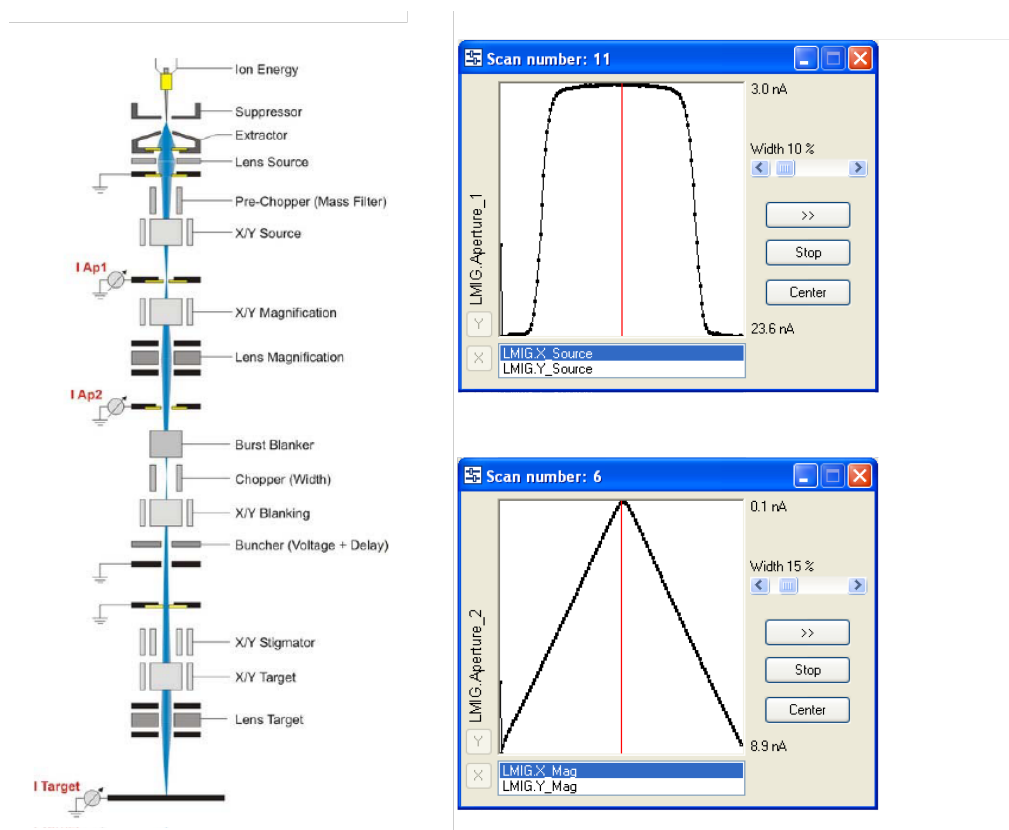 Ion Energy
Suppressor
Extractor
Lens Source
Pre-Chopper (Mass Filter)
X/Y Source
I Ap1
X/Y Magnification
Lens Magnification
I Ap2
Burst Blanker
Chopper (Width)
X/Y Blanking
Buncher (Voltage + Delay)
X/Y Stigmator
X/Y Target
Lens Target
I Target
Scan number: 11
3.0 nA
Width 10 %
>>
Stop
Center
23.6 nA
LMIG.Aperture_1
Y
X
LMIG.X_Source
LMIG.Y_Source
Scan number: 6
0.1 nA
Width 15 %
>>
Stop
Center
8.9 nA
LMIG.Aperture_2
Y
X
LMIG.X_Mag
LMIG.Y_Mag